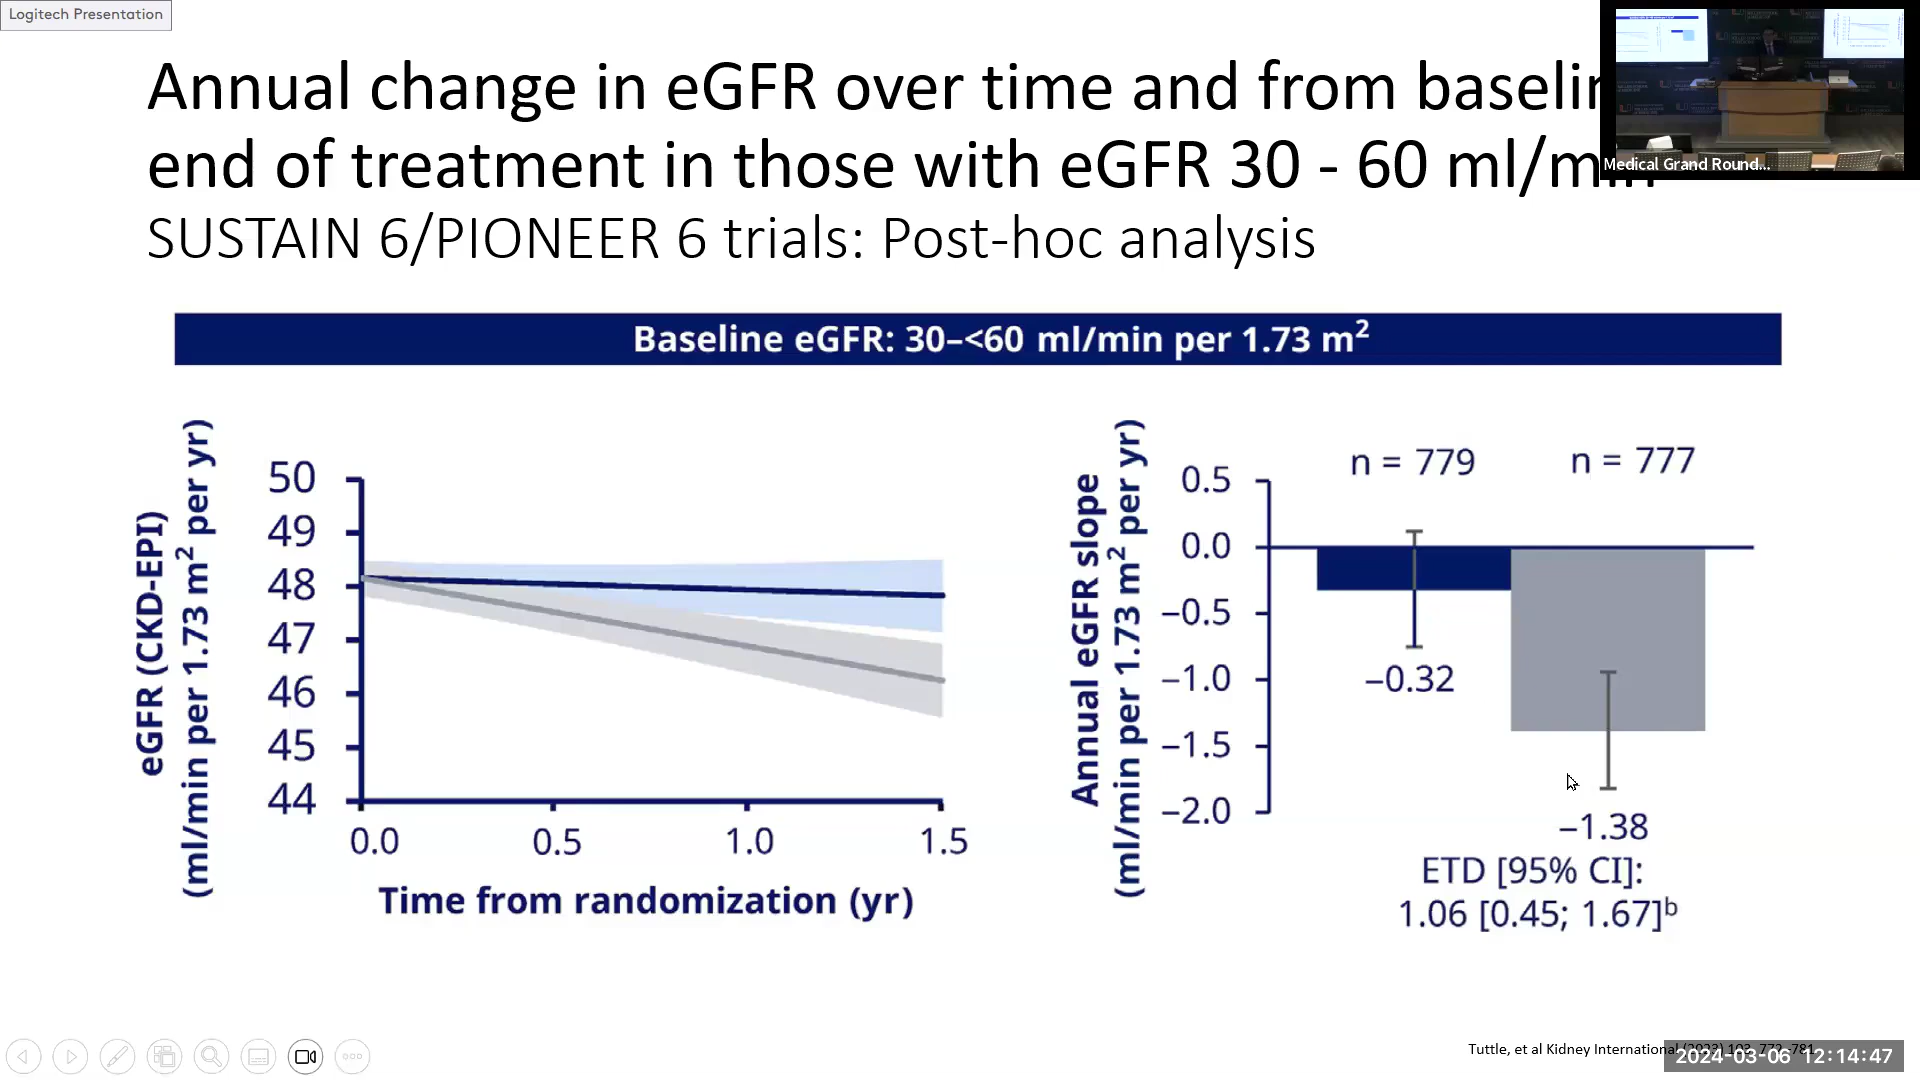 Logitech Presentation
Annual change in eGFR over time and from baselin
end of treatment in those with eGFR 30 - 60 ml/min
SUSTAIN 6/PIONEER 6 trials: Post-hoc analysis
Medical Grand Round...
Baseline eGFR: 30–<60 ml/min per 1.73 m²
eGFR (CKD-EPI)
(ml/min per 1.73 m² per yr)
50
49
48
47
46
45
44
0.0 0.5 1.0 1.5
Time from randomization (yr)
Annual eGFR slope
(ml/min per 1.73 m² per yr)
n = 779 n = 777
0.5
0.0
–0.5
–1.0
–1.5
–2.0
–0.32
–1.38
ETD [95% CI]:
1.06 [0.45; 1.67]ᵇ
Tuttle, et al Kidney International (2023) 103, 772–781
2024-03-06 12:14:47